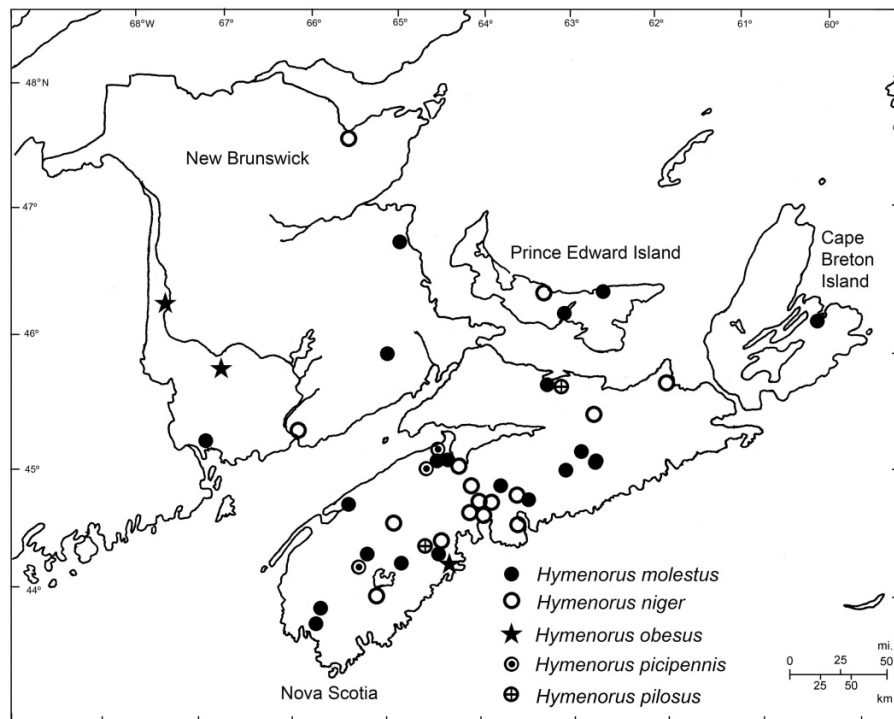 68°W 67° 66° 65° 64° 63° 62° 61° 60°
48°N
New Brunswick
47°
Prince Edward Island
Cape
Breton
Island
46°
45°
44°
Hymenorus molestus
Hymenorus niger
Hymenorus obesus
Hymenorus picipennis
Hymenorus pilosus
Nova Scotia
mi.
0 25 50
25 50
km